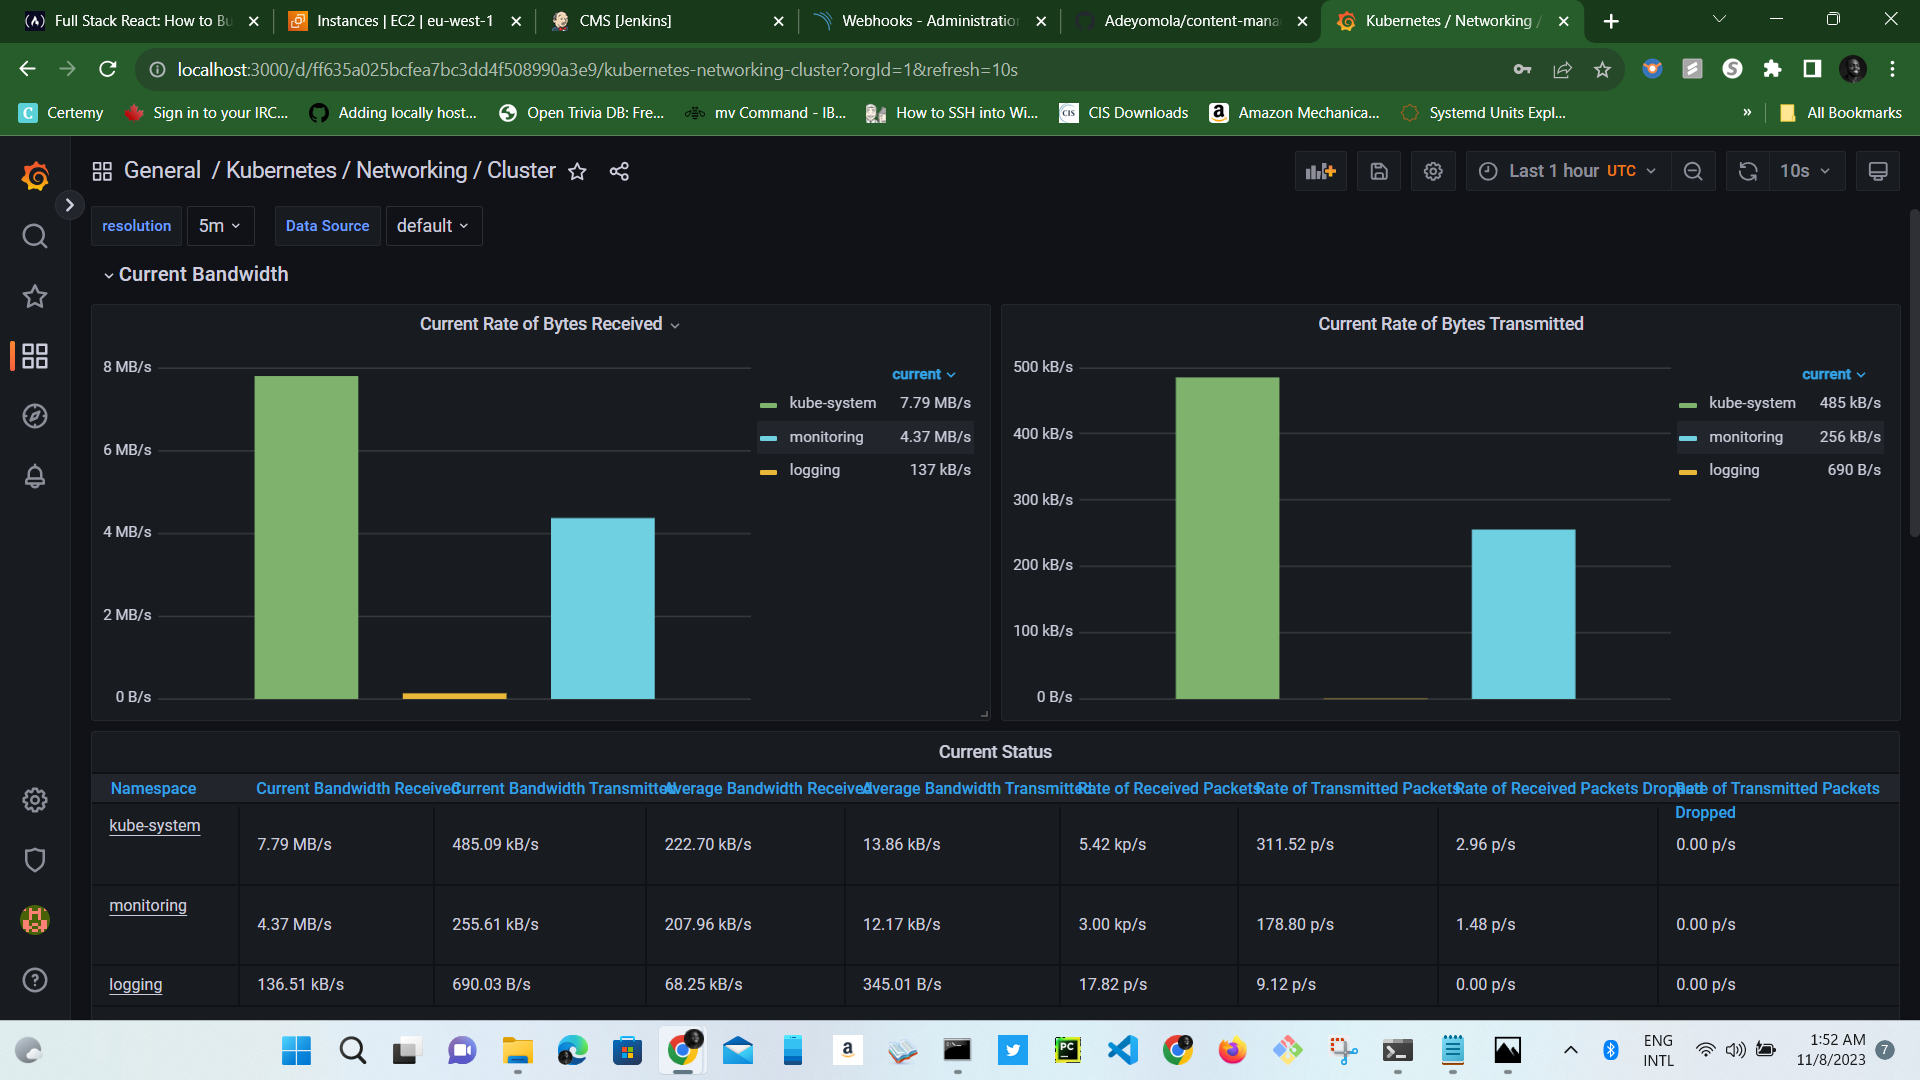 Full Stack React: How to Bu
Instances | EC2 | eu-west-1
CMS [Jenkins]
Webhooks - Administration
Adeyomola/content-mana
Kubernetes / Networking /
localhost:3000/d/ff635a025bcfea7bc3dd4f508990a3e9/kubernetes-networking-cluster?orgId=1&refresh=10s
C Certemy
Sign in to your IRC...
Adding locally host...
Open Trivia DB: Fre...
mv Command - IB...
How to SSH into Wi...
CIS CIS Downloads
Amazon Mechanica...
Systemd Units Expl...
»
All Bookmarks
General / Kubernetes / Networking / Cluster
Last 1 hour UTC
10s
resolution 5m
Data Source default
Current Bandwidth
Current Rate of Bytes Received
8 MB/s
6 MB/s
4 MB/s
2 MB/s
0 B/s
current
kube-system 7.79 MB/s
monitoring 4.37 MB/s
logging 137 kB/s
Current Rate of Bytes Transmitted
500 kB/s
400 kB/s
300 kB/s
200 kB/s
100 kB/s
0 B/s
current
kube-system 485 kB/s
monitoring 256 kB/s
logging 690 B/s
Current Status
Namespace Current Bandwidth Received Current Bandwidth Transmitted Average Bandwidth Received Average Bandwidth Transmitted Rate of Received Packets Rate of Transmitted Packets Rate of Received Packets Dropped Rate of Transmitted Packets
Dropped
kube-system 7.79 MB/s 485.09 kB/s 222.70 kB/s 13.86 kB/s 5.42 kp/s 311.52 p/s 2.96 p/s 0.00 p/s
monitoring 4.37 MB/s 255.61 kB/s 207.96 kB/s 12.17 kB/s 3.00 kp/s 178.80 p/s 1.48 p/s 0.00 p/s
logging 136.51 kB/s 690.03 B/s 68.25 kB/s 345.01 B/s 17.82 p/s 9.12 p/s 0.00 p/s 0.00 p/s
PC
ENG
INTL
1:52 AM
11/8/2023
7